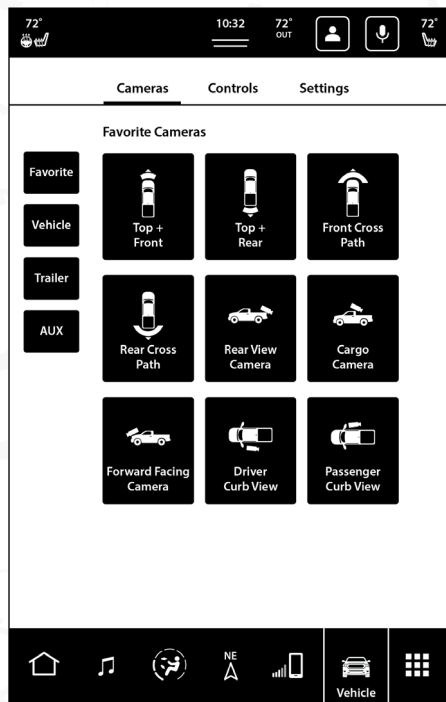 72°
10:32
72°
OUT
72°
Cameras
Controls
Settings
Favorite Cameras
Favorite
Vehicle
Trailer
AUX
Top +
Front
Top +
Rear
Front Cross
Path
Rear Cross
Path
Rear View
Camera
Cargo
Camera
Forward Facing
Camera
Driver
Curb View
Passenger
Curb View
NE
Vehicle